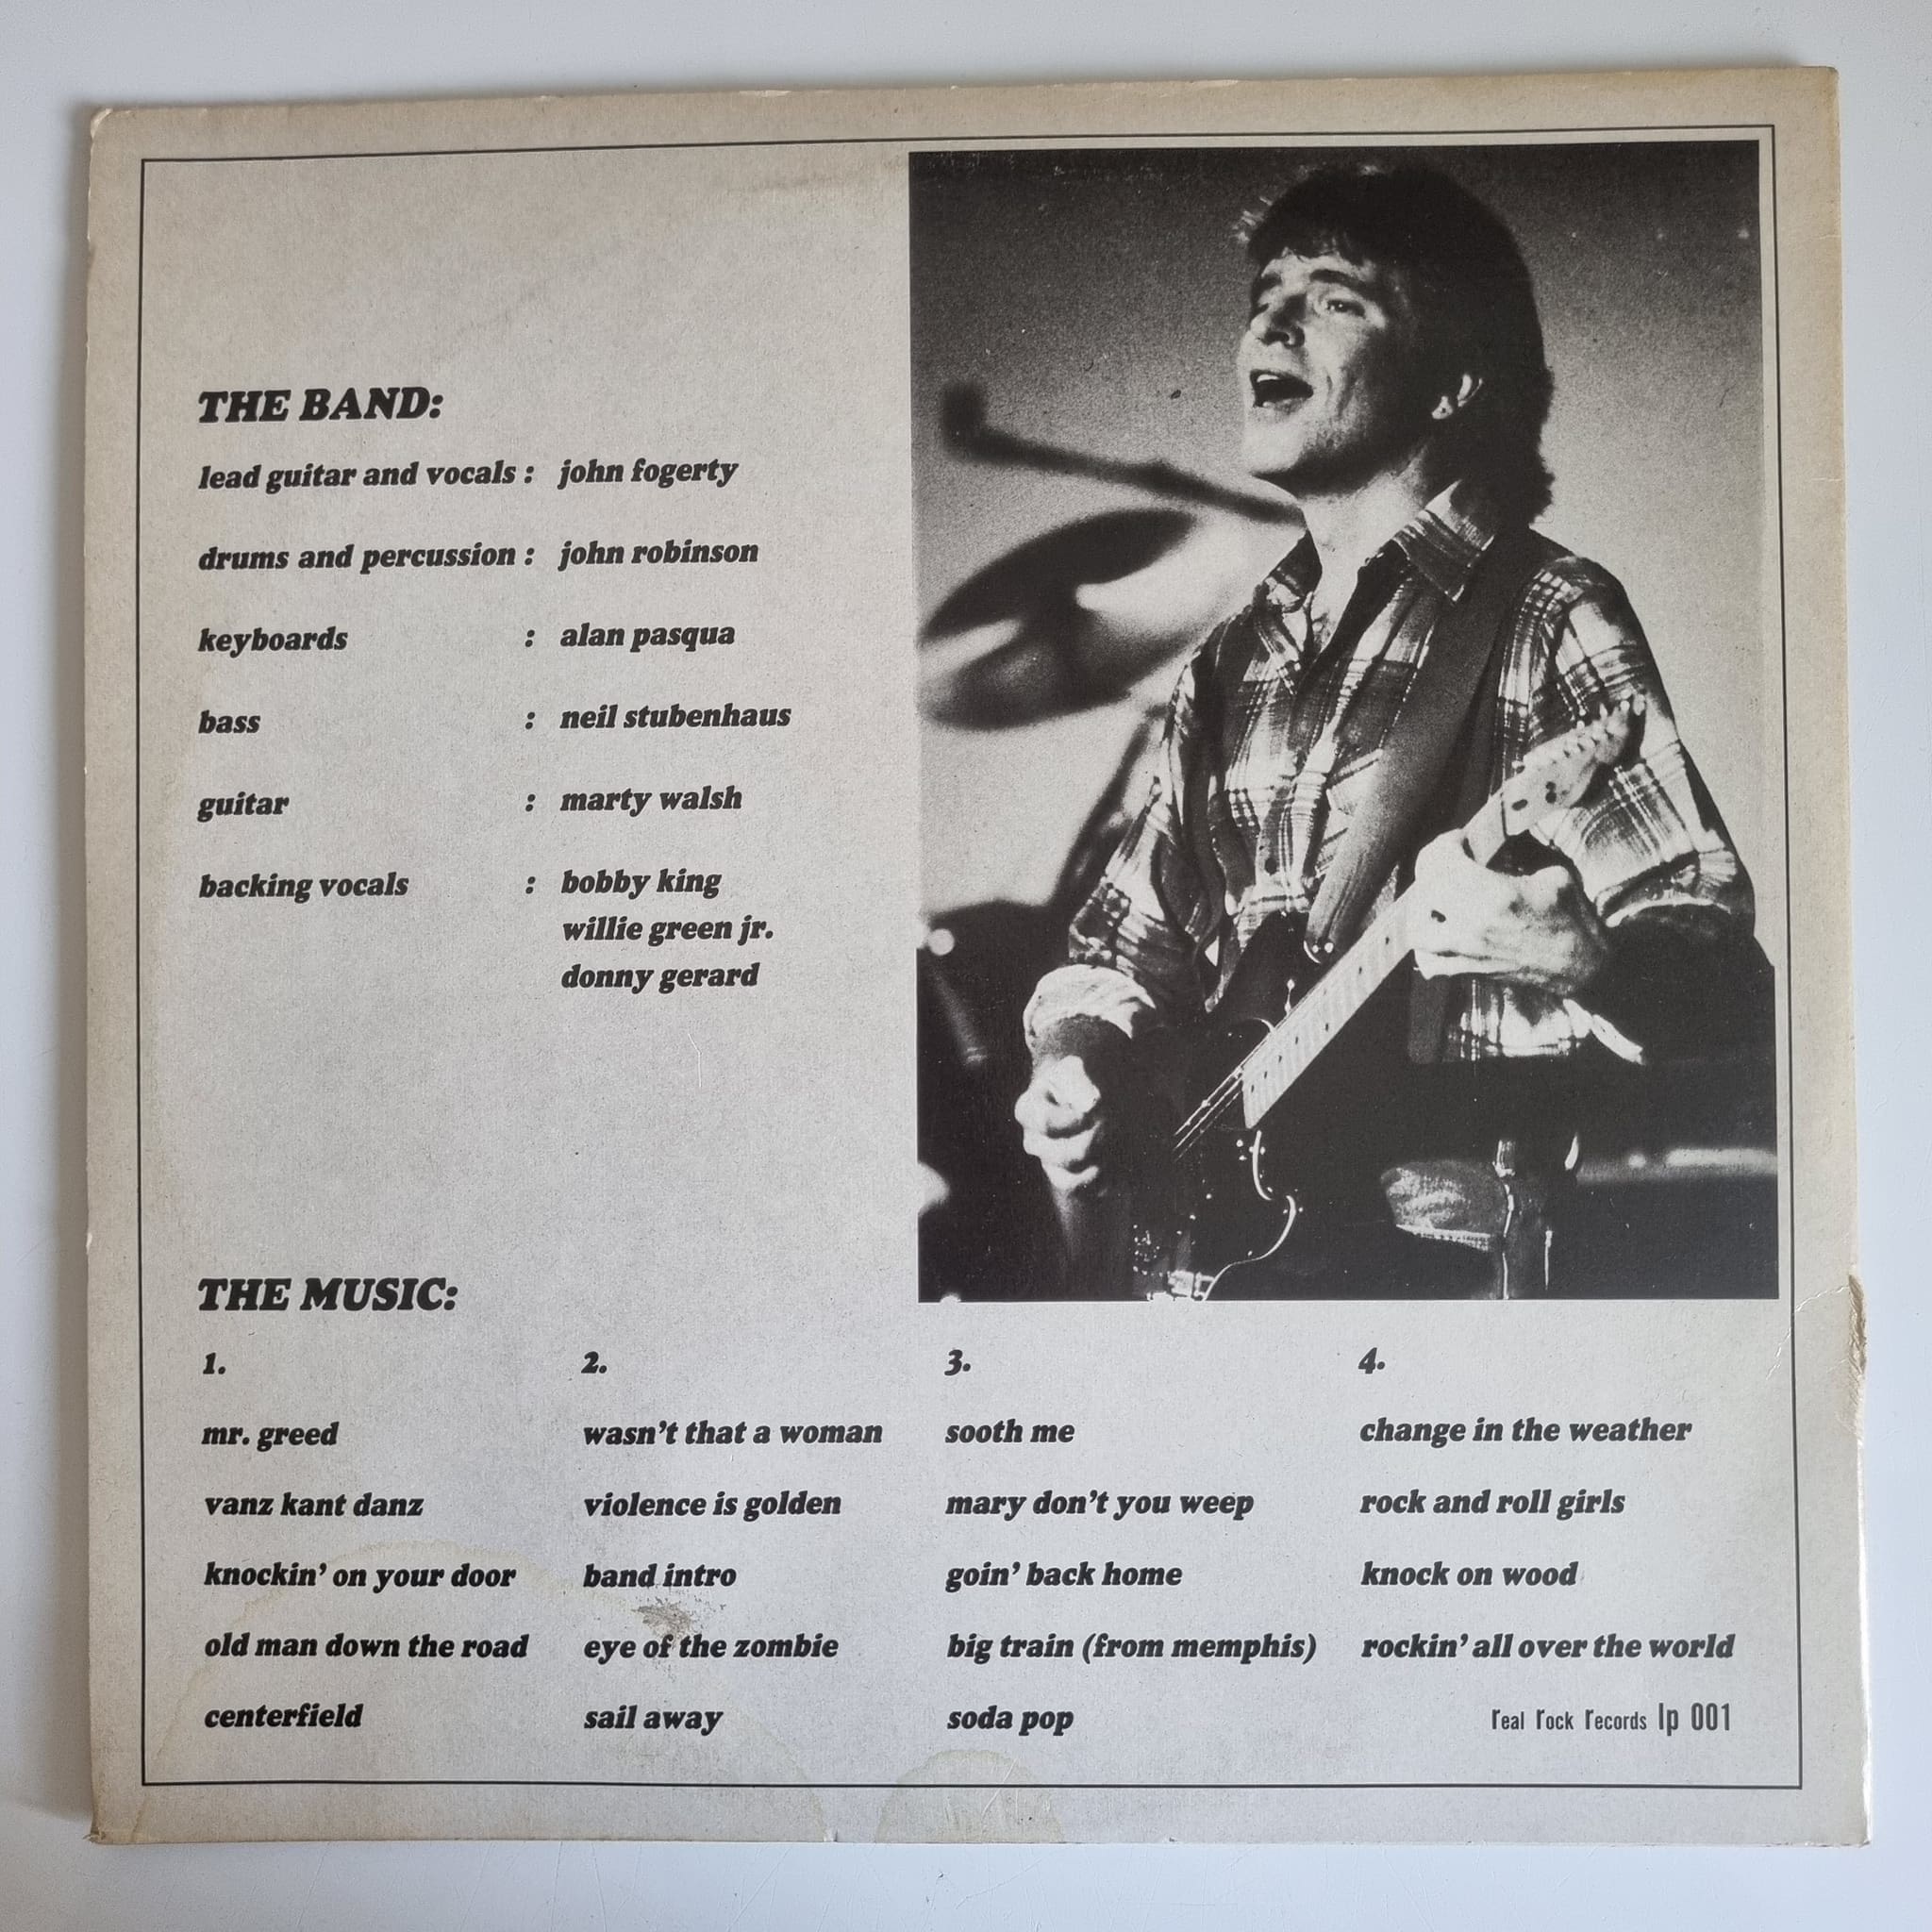 THE BAND:
lead guitar and vocals : john fogerty
drums and percussion : john robinson
keyboards : alan pasqua
bass : neil stubenhaus
guitar : marty walsh
backing vocals : bobby king
willie green jr.
donny gerard
THE MUSIC:
1.
mr. greed
vanz kant danz
knockin' on your door
old man down the road
centerfield
2.
wasn't that a woman
violence is golden
band intro
eye of the zombie
sail away
3.
sooth me
mary don't you weep
goin' back home
big train (from memphis)
soda pop
4.
change in the weather
rock and roll girls
knock on wood
rockin' all over the world
real rock records lp 001